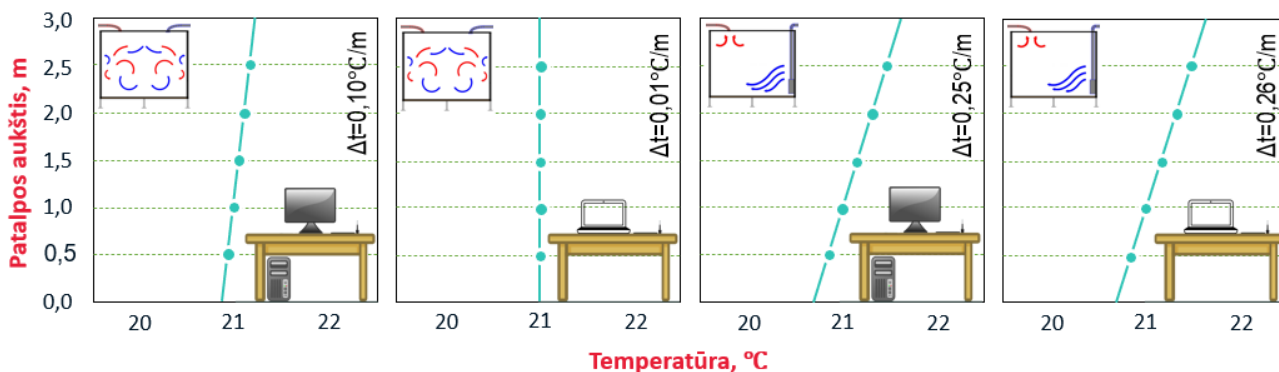 Patalpos aukštis, m
3,0
2,5
2,0
1,5
1,0
0,5
0,0
Δt=0,10°C/m
Δt=0,01°C/m
Δt=0,25°C/m
Δt=0,26°C/m
20 21 22
20 21 22
20 21 22
20 21 22
Temperatūra, °C